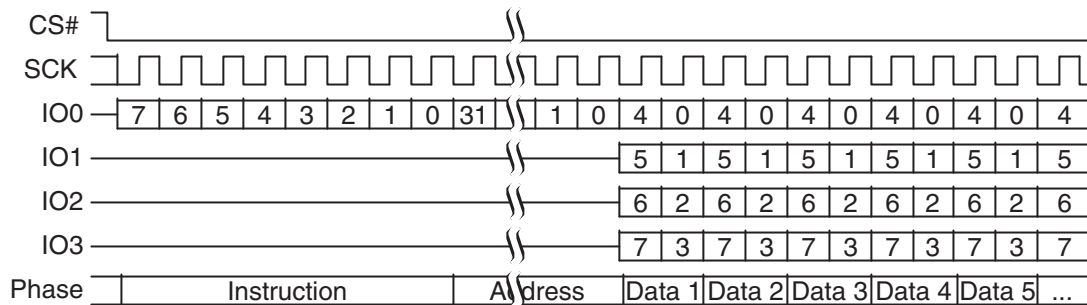 CS#
SCK
IO0 7 6 5 4 3 2 1 0 31 1 0 4 0 4 0 4 0 4 0 4 0 4
IO1 5 1 5 1 5 1 5 1 5 1 5
IO2 6 2 6 2 6 2 6 2 6 2 6
IO3 7 3 7 3 7 3 7 3 7 3 7
Phase Instruction Address Data 1 Data 2 Data 3 Data 4 Data 5 ...